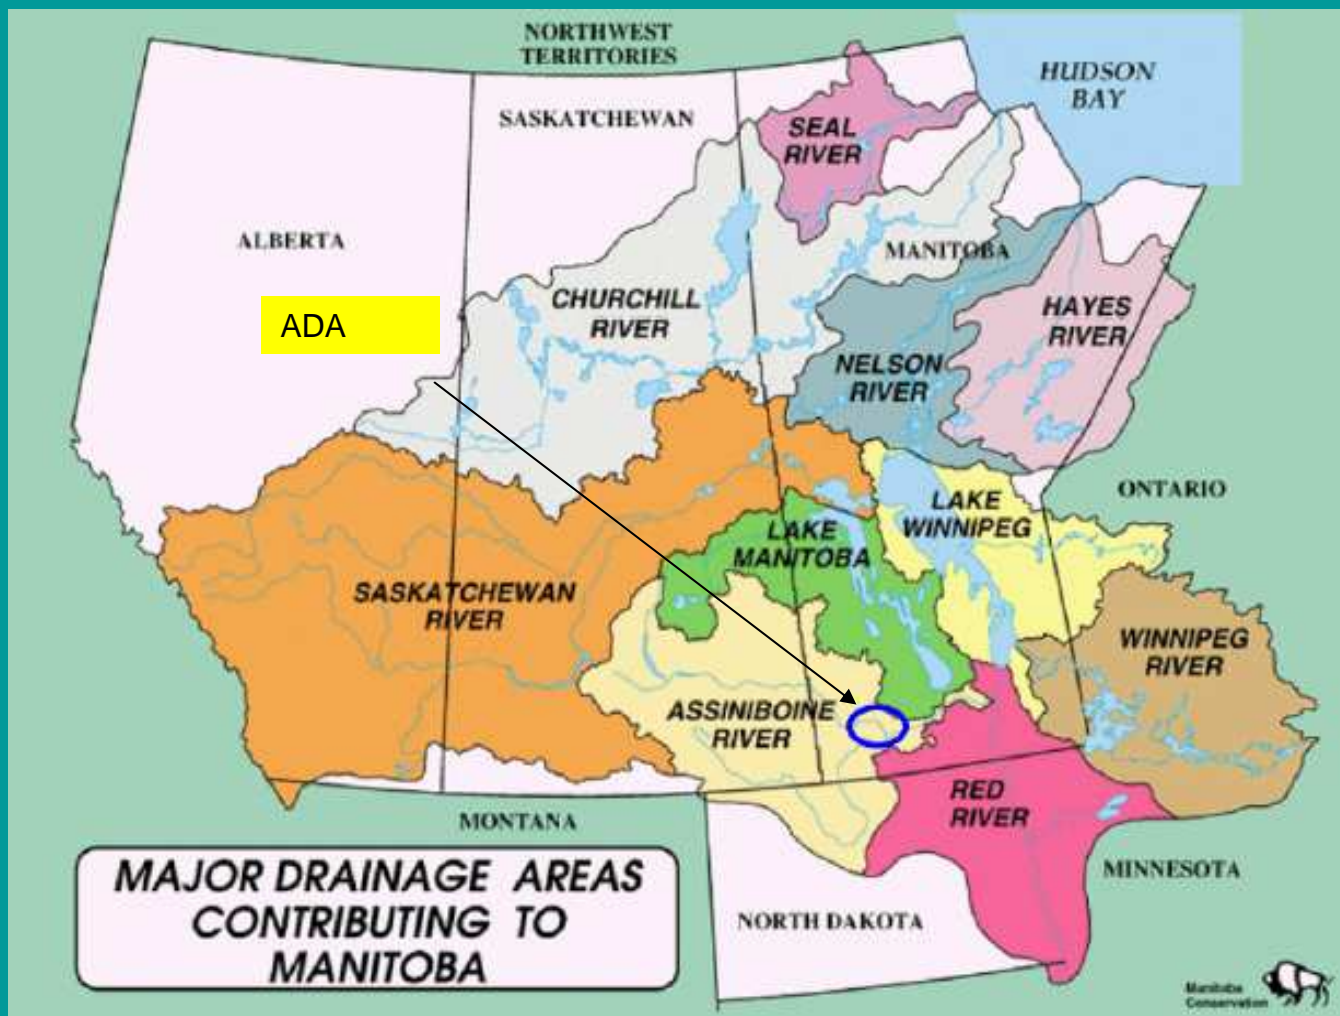 NORTHWEST
TERRITORIES
HUDSON
BAY
SASKATCHEWAN
SEAL
RIVER
ALBERTA
MANITOBA
ADA
CHURCHILL
RIVER
HAYES
RIVER
NELSON
RIVER
ONTARIO
LAKE
WINNIPEG
LAKE
MANITOBA
SASKATCHEWAN
RIVER
WINNIPEG
RIVER
ASSINIBOINE
RIVER
RED
RIVER
MONTANA
MINNESOTA
NORTH DAKOTA
MAJOR DRAINAGE AREAS
CONTRIBUTING TO
MANITOBA
Manitoba
Conservation